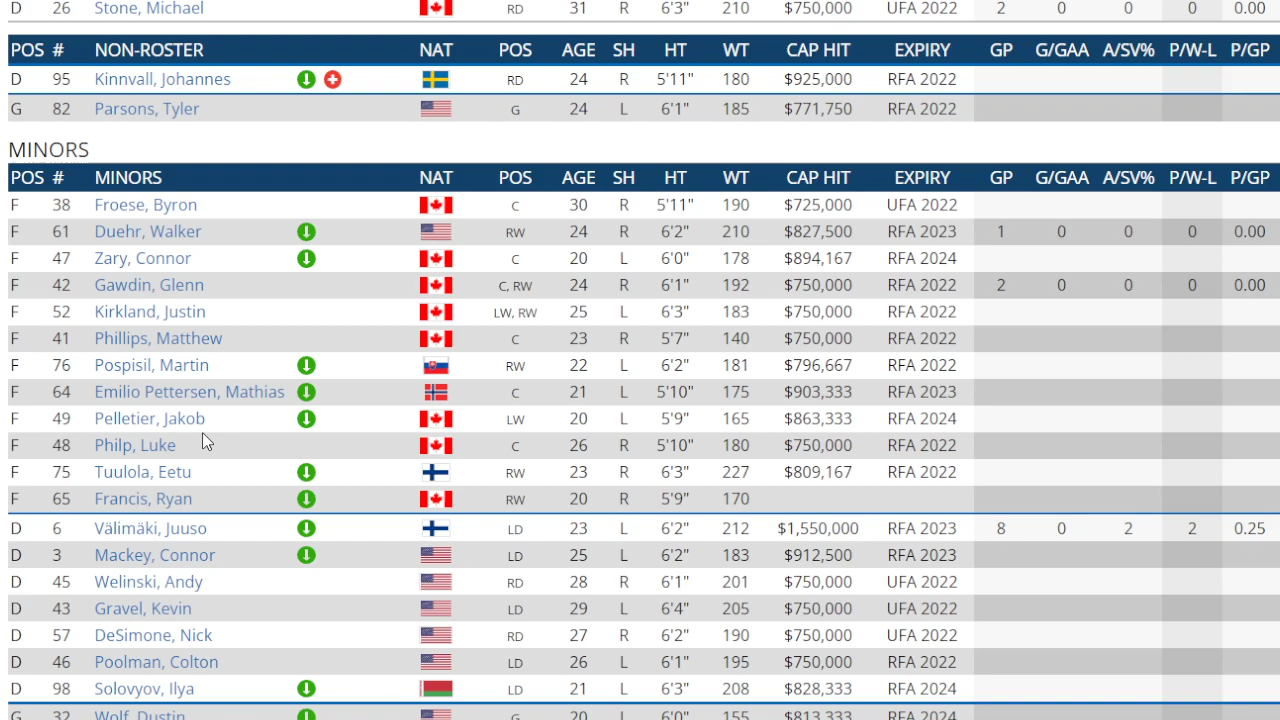 D 26 Stone, Michael RD 31 R 6'3" 210 $750,000 UFA 2022 2 0 0 0 0.00
POS # NON-ROSTER NAT POS AGE SH HT WT CAP HIT EXPIRY GP G/GAA A/SV% P/W-L P/GP
D 95 Kinnvall, Johannes RD 24 R 5'11" 180 $925,000 RFA 2022
G 82 Parsons, Tyler G 24 L 6'1" 185 $771,750 RFA 2022
MINORS
POS # MINORS NAT POS AGE SH HT WT CAP HIT EXPIRY GP G/GAA A/SV% P/W-L P/GP
F 38 Froese, Byron C 30 R 5'11" 190 $725,000 UFA 2022
F 61 Duehr, Walker RW 24 R 6'2" 210 $827,500 RFA 2023 1 0 0 0 0.00
F 47 Zary, Connor C 20 L 6'0" 178 $894,167 RFA 2024
F 42 Gawdin, Glenn C, RW 24 R 6'1" 192 $750,000 RFA 2022 2 0 0 0 0.00
F 52 Kirkland, Justin LW, RW 25 L 6'3" 183 $750,000 RFA 2022
F 41 Phillips, Matthew C 23 R 5'7" 140 $750,000 RFA 2022
F 76 Pospisil, Martin RW 22 L 6'2" 181 $796,667 RFA 2022
F 64 Emilio Pettersen, Mathias C 21 L 5'10" 175 $903,333 RFA 2023
F 49 Pelletier, Jakob LW 20 L 5'9" 165 $863,333 RFA 2024
F 48 Philp, Luke C 26 R 5'10" 180 $750,000 RFA 2022
F 75 Tuulola, Eetu RW 23 R 6'3" 227 $809,167 RFA 2022
F 65 Francis, Ryan RW 20 R 5'9" 170
D 6 Välimäki, Juuso LD 23 L 6'2" 222 $1,550,000 RFA 2023 8 0 2 2 0.25
D 3 Mackey, Connor LD 25 L 6'2" 183 $912,500 RFA 2023
D 45 Welinski, Andy RD 28 R 6'1" 201 $750,000 UFA 2022
D 43 Gravel, Kevin LD 29 L 6'4" 205 $750,000 UFA 2022
D 57 DeSimone, Nick RD 27 R 6'2" 190 $750,000 UFA 2022
D 46 Poolman, Colton LD 26 L 6'1" 195 $750,000 RFA 2022
D 98 Solovyov, Ilya LD 21 L 6'3" 208 $828,333 RFA 2024
G 32 Wolf, Dustin G 20 L 6'0" 155 $813,333 RFA 2024